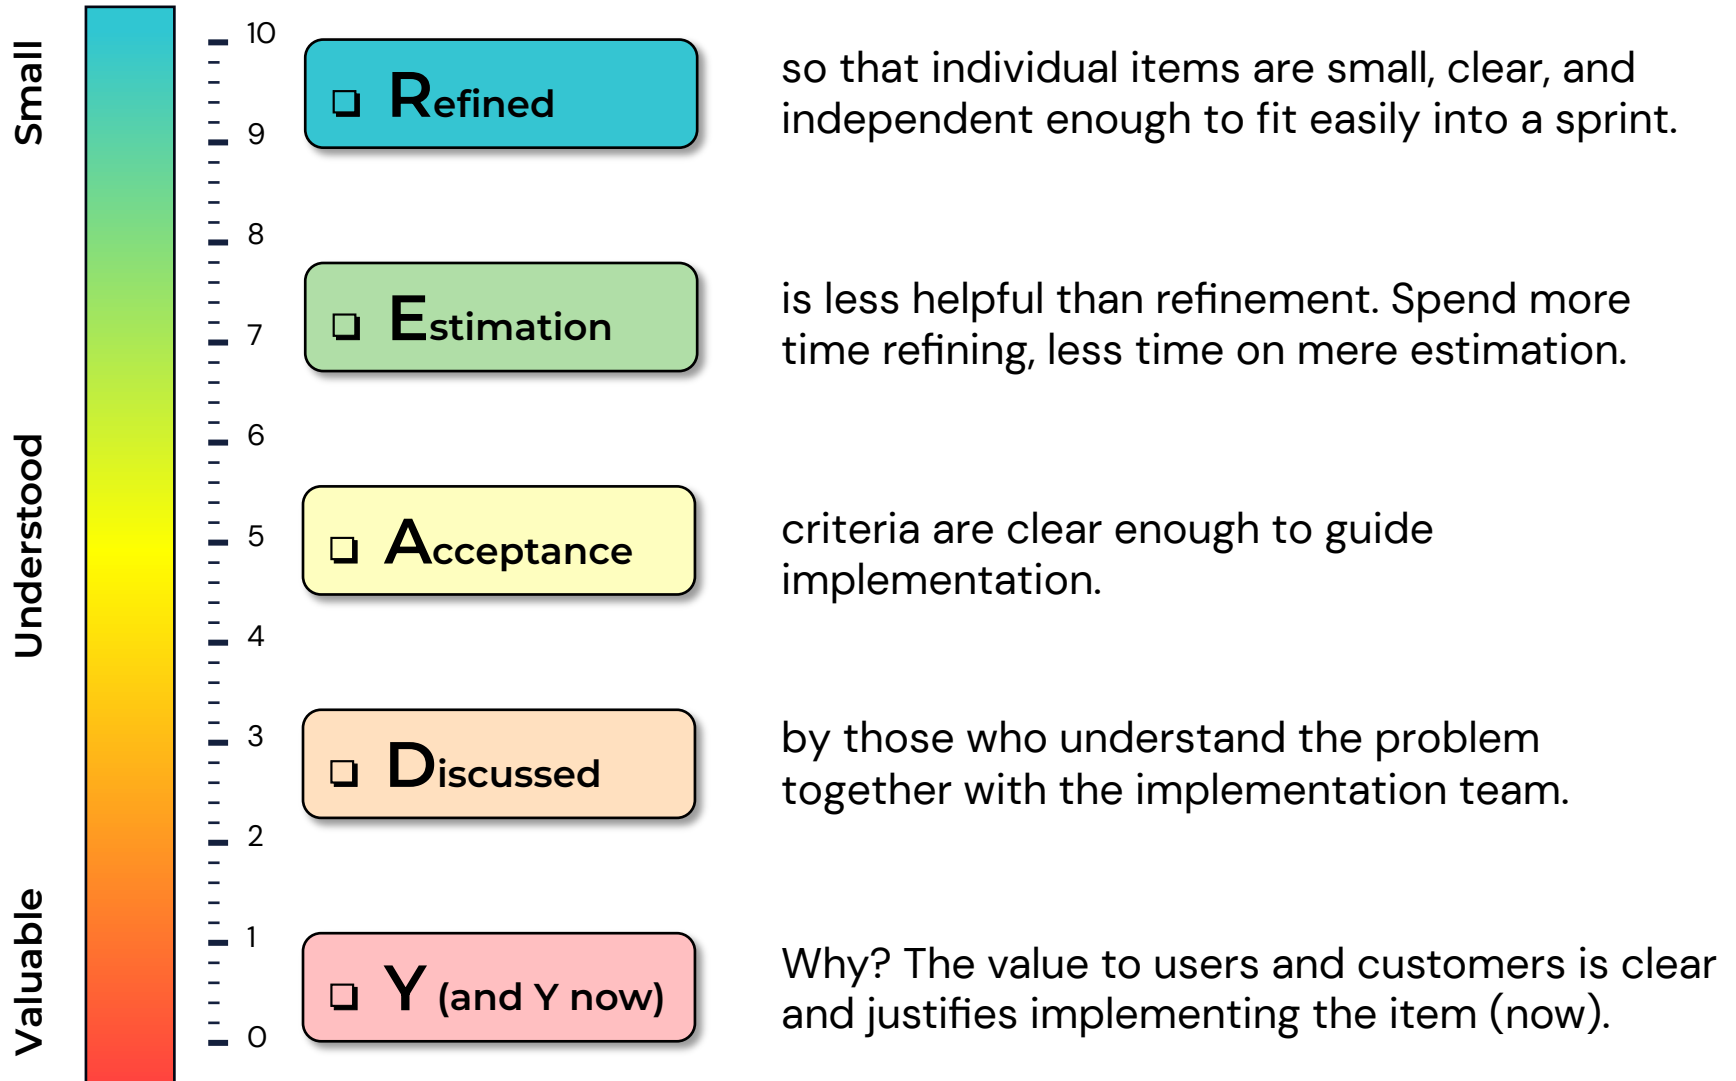 Small
Understood
Valuable
10
9
8
7
6
5
4
3
2
1
0
❏ Refined
so that individual items are small, clear, and
independent enough to fit easily into a sprint.
❏ Estimation
is less helpful than refinement. Spend more
time refining, less time on mere estimation.
❏ Acceptance
criteria are clear enough to guide
implementation.
❏ Discussed
by those who understand the problem
together with the implementation team.
❏ Y (and Y now)
Why? The value to users and customers is clear
and justifies implementing the item (now).